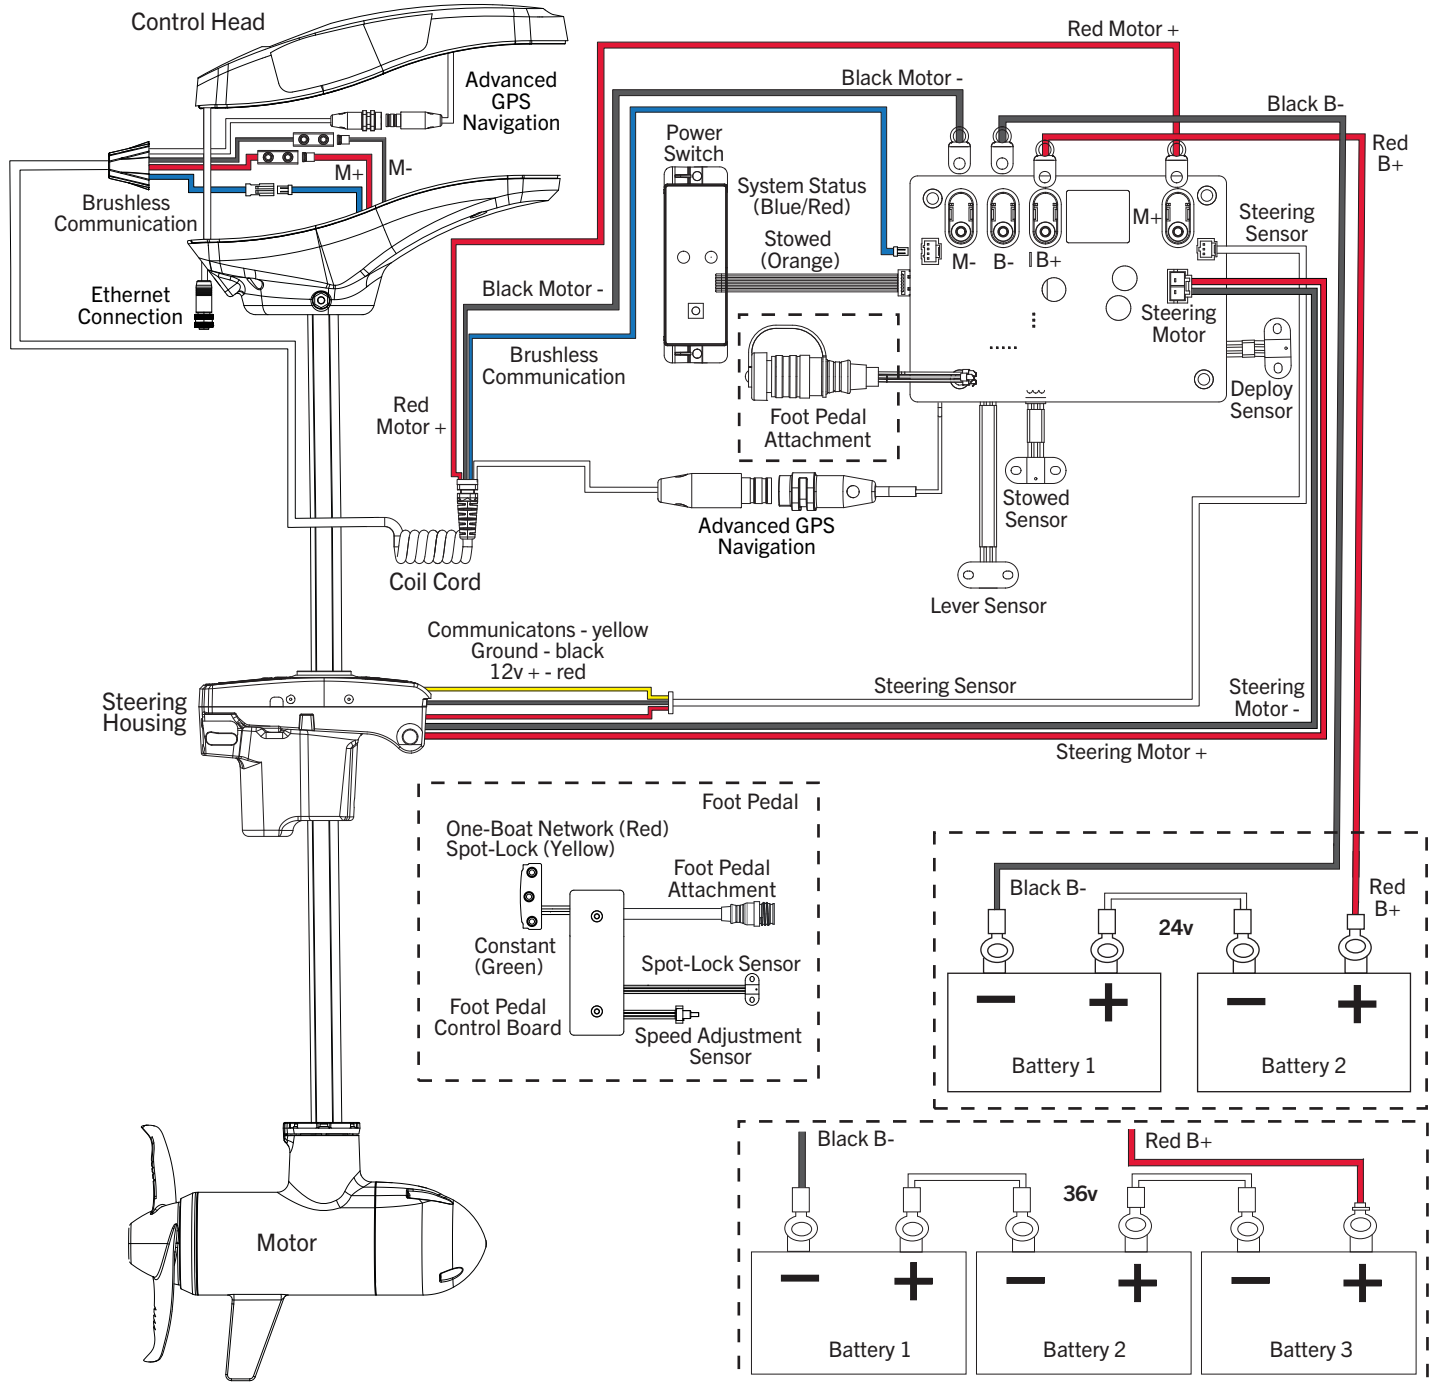 Control Head
Red Motor +
Advanced
GPS
Navigation
Black Motor -
Black B-
Power
Switch
Red
B+
M+
M-
System Status
(Blue/Red)
Brushless
Communication
Stowed
(Orange)
M+
Steering
Sensor
M-
B-
B+
Ethernet
Connection
Black Motor -
Steering
Motor
Brushless
Communication
Deploy
Sensor
Red
Motor +
Foot Pedal
Attachment
Stowed
Sensor
Advanced GPS
Navigation
Coil Cord
Lever Sensor
Communicatons - yellow
Ground - black
12v + - red
Steering Sensor
Steering
Motor -
Steering
Housing
Steering Motor +
Foot Pedal
One-Boat Network (Red)
Spot-Lock (Yellow)
Foot Pedal
Attachment
Constant
(Green)
Spot-Lock Sensor
Foot Pedal
Control Board
Speed Adjustment
Sensor
Black B-
24v
Red
B+
Battery 1
Battery 2
Black B-
Red B+
36v
Motor
Battery 1
Battery 2
Battery 3